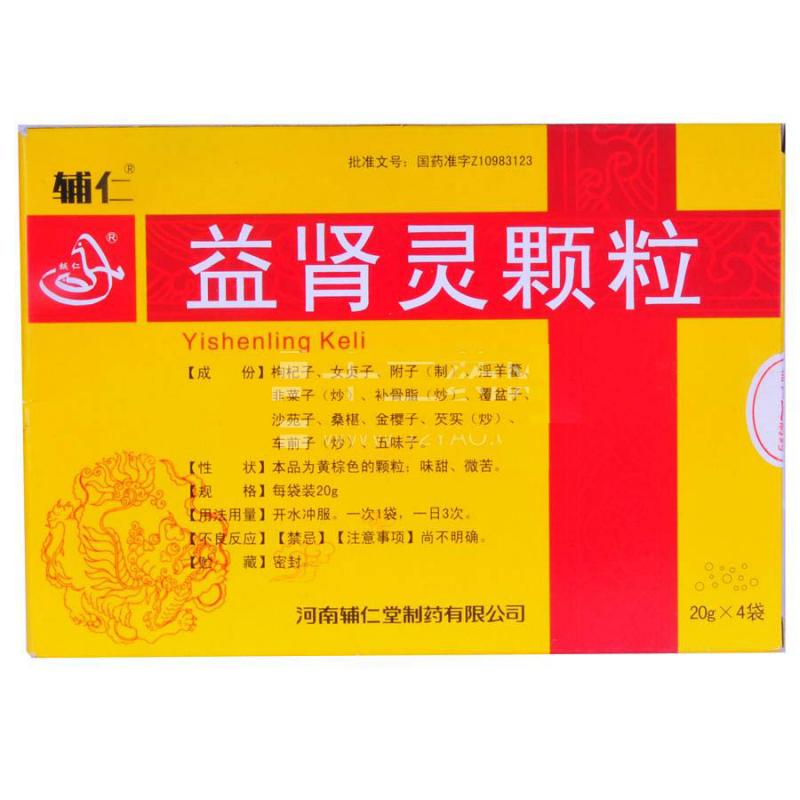 批准文号：国药准字Z10983123
辅仁®
辅仁®
益肾灵颗粒
Yishenling Keli
【成　份】枸杞子、女贞子、附子（制）、淫羊藿、
韭菜子（炒）、补骨脂（炒）、覆盆子、
沙苑子、桑椹、金樱子、芡实（炒）、
车前子（炒）、五味子。
【性　状】本品为黄棕色的颗粒；味甜、微苦。
【规　格】每袋装20g
【用法用量】开水冲服。一次1袋，一日3次。
【不良反应】【禁忌】【注意事项】尚不明确。
【贮　藏】密封
河南辅仁堂制药有限公司
20g×4袋